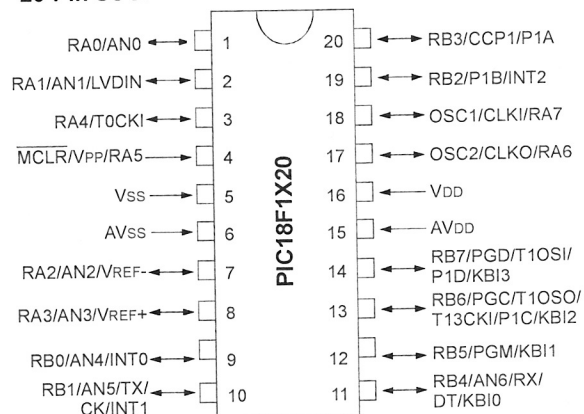 RA0/AN0 1 20 RB3/CCP1/P1A
RA1/AN1/LVDIN 2 19 RB2/P1B/INT2
RA4/T0CKI 3 18 OSC1/CLKI/RA7
MCLR/VPP/RA5 4 17 OSC2/CLKO/RA6
VSS 5 16 VDD
AVSS 6 15 AVDD
RA2/AN2/VREF- 7 14 RB7/PGD/T1OSI/
P1D/KBI3
RA3/AN3/VREF+ 8 13 RB6/PGC/T1OSO/
T13CKI/P1C/KBI2
RB0/AN4/INT0 9 12 RB5/PGM/KBI1
RB1/AN5/TX/ 10 11 RB4/AN6/RX/
CK/INT1 DT/KBI0
PIC18F1X20